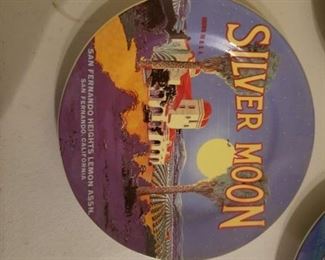 SILVER MOON
SAN FERNANDO HEIGHTS LEMON ASSN.
SAN FERNANDO, CALIFORNIA